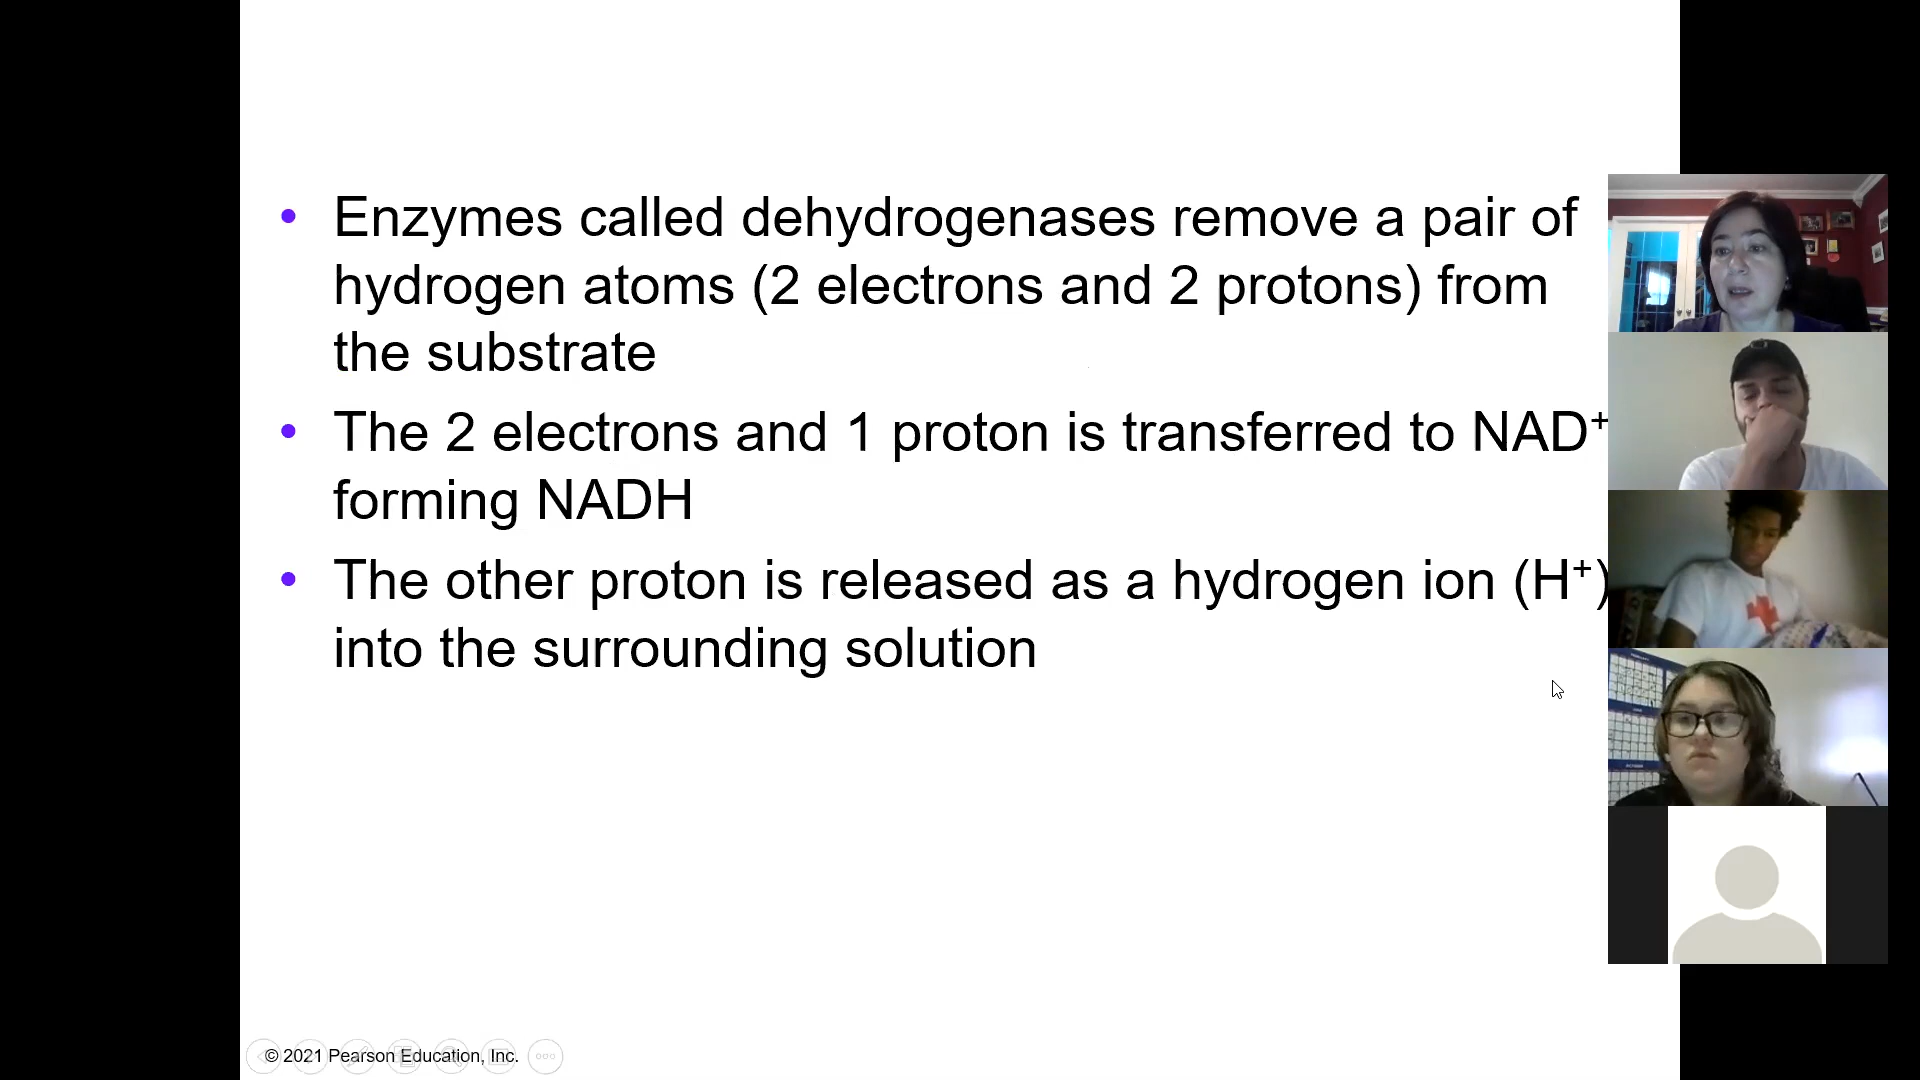 • Enzymes called dehydrogenases remove a pair of
hydrogen atoms (2 electrons and 2 protons) from
the substrate
• The 2 electrons and 1 proton is transferred to NAD⁺
forming NADH
• The other proton is released as a hydrogen ion (H⁺)
into the surrounding solution
© 2021 Pearson Education, Inc.